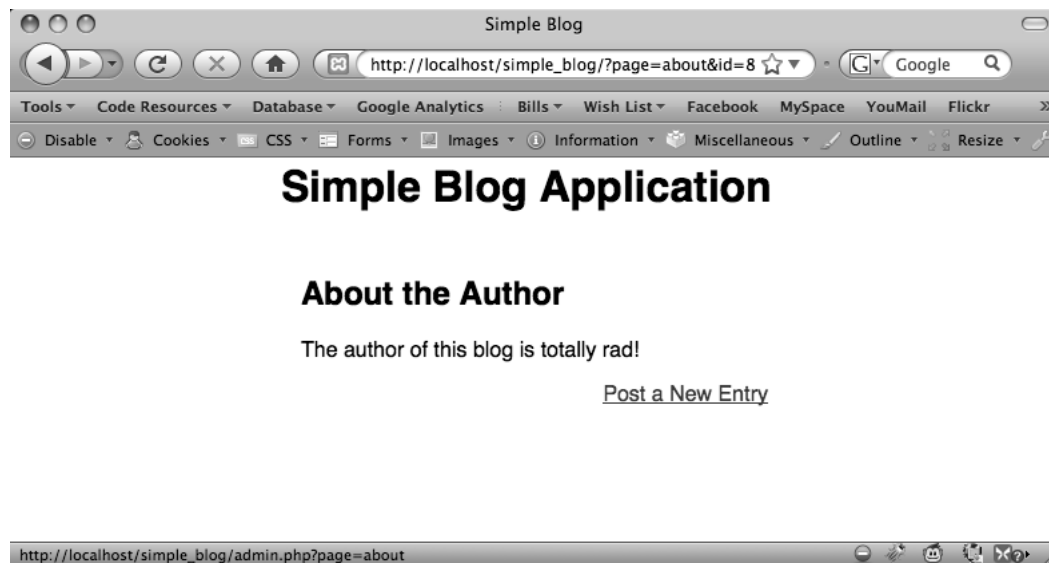 Simple Blog
http://localhost/simple_blog/?page=about&id=8
G Google
Tools Code Resources Database Google Analytics Bills Wish List Facebook MySpace YouMail Flickr »
Disable Cookies CSS CSS Forms Images Information Miscellaneous Outline Resize
Simple Blog Application
About the Author
The author of this blog is totally rad!
Post a New Entry
http://localhost/simple_blog/admin.php?page=about